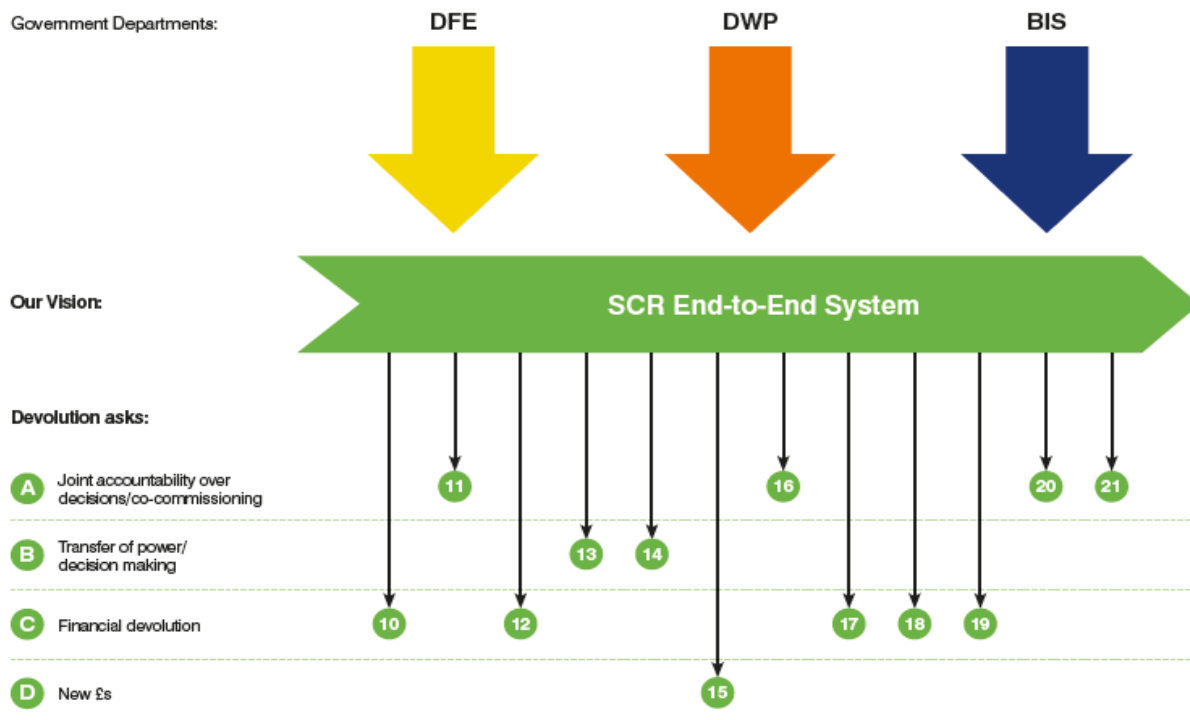 Government Departments:
DFE
DWP
BIS
Our Vision:
SCR End-to-End System
Devolution asks:
A
Joint accountability over
decisions/co-commissioning
11
16
20
21
B
Transfer of power/
decision making
13
14
C
Financial devolution
10
12
17
18
19
D
New £s
15